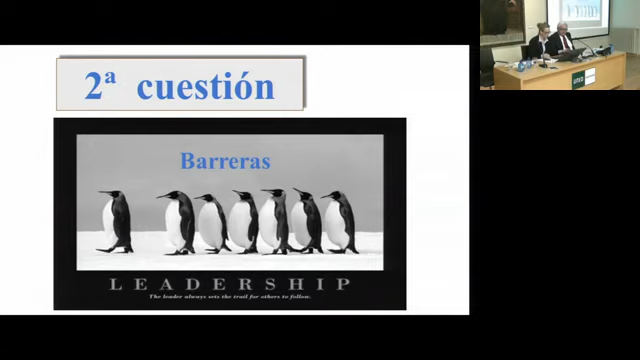 2ª cuestión
Barreras
LEADERSHIP
The leader always sets the trail for others to follow.